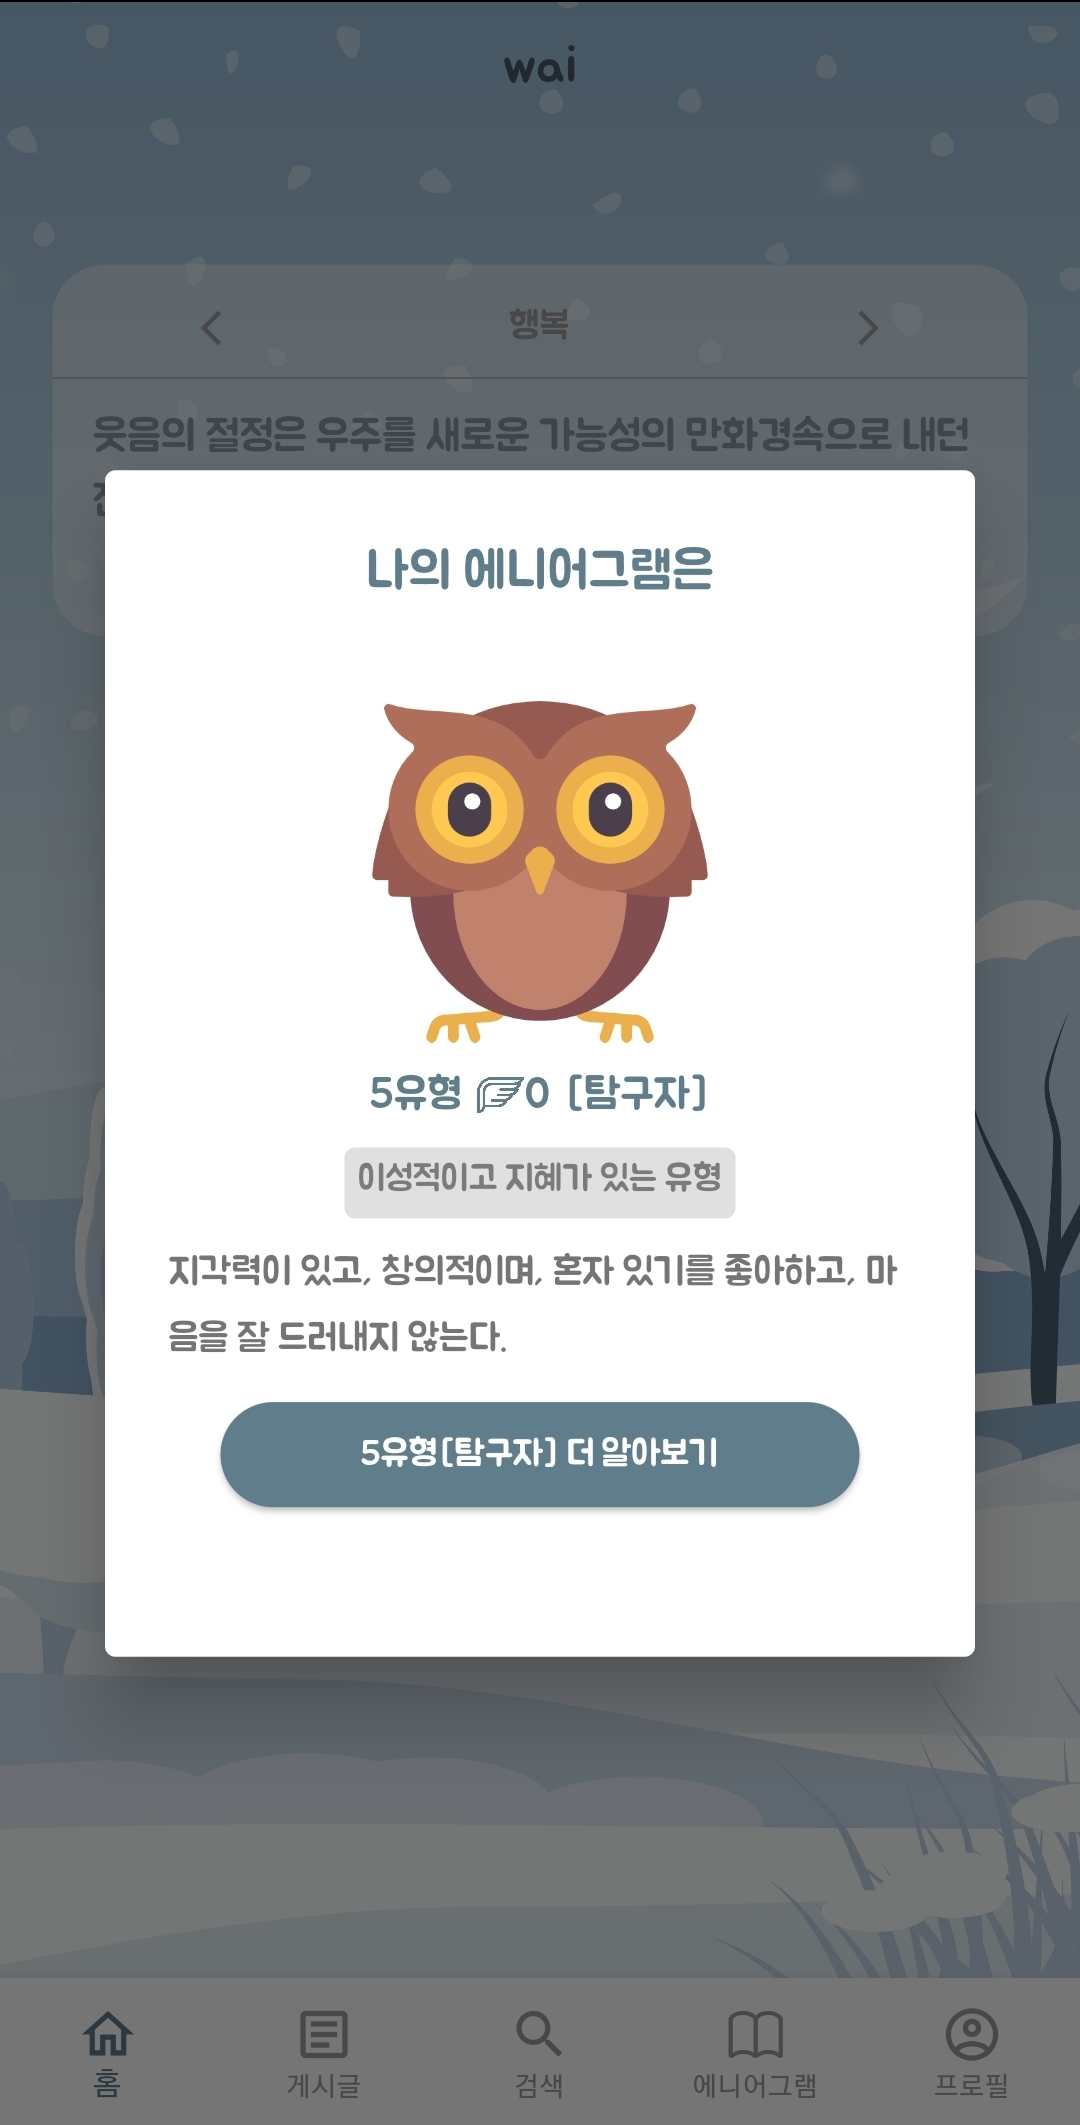 wai
행복
웃음의 절정은 우주를 새로운 가능성의 만화경속으로 내던
나의 에니어그램은
5유형 0 [탐구자]
이성적이고 지혜가 있는 유형
지각력이 있고, 창의적이며, 혼자 있기를 좋아하고, 마
음을 잘 드러내지 않는다.
5유형[탐구자] 더 알아보기
홈
게시글
검색
에니어그램
프로필